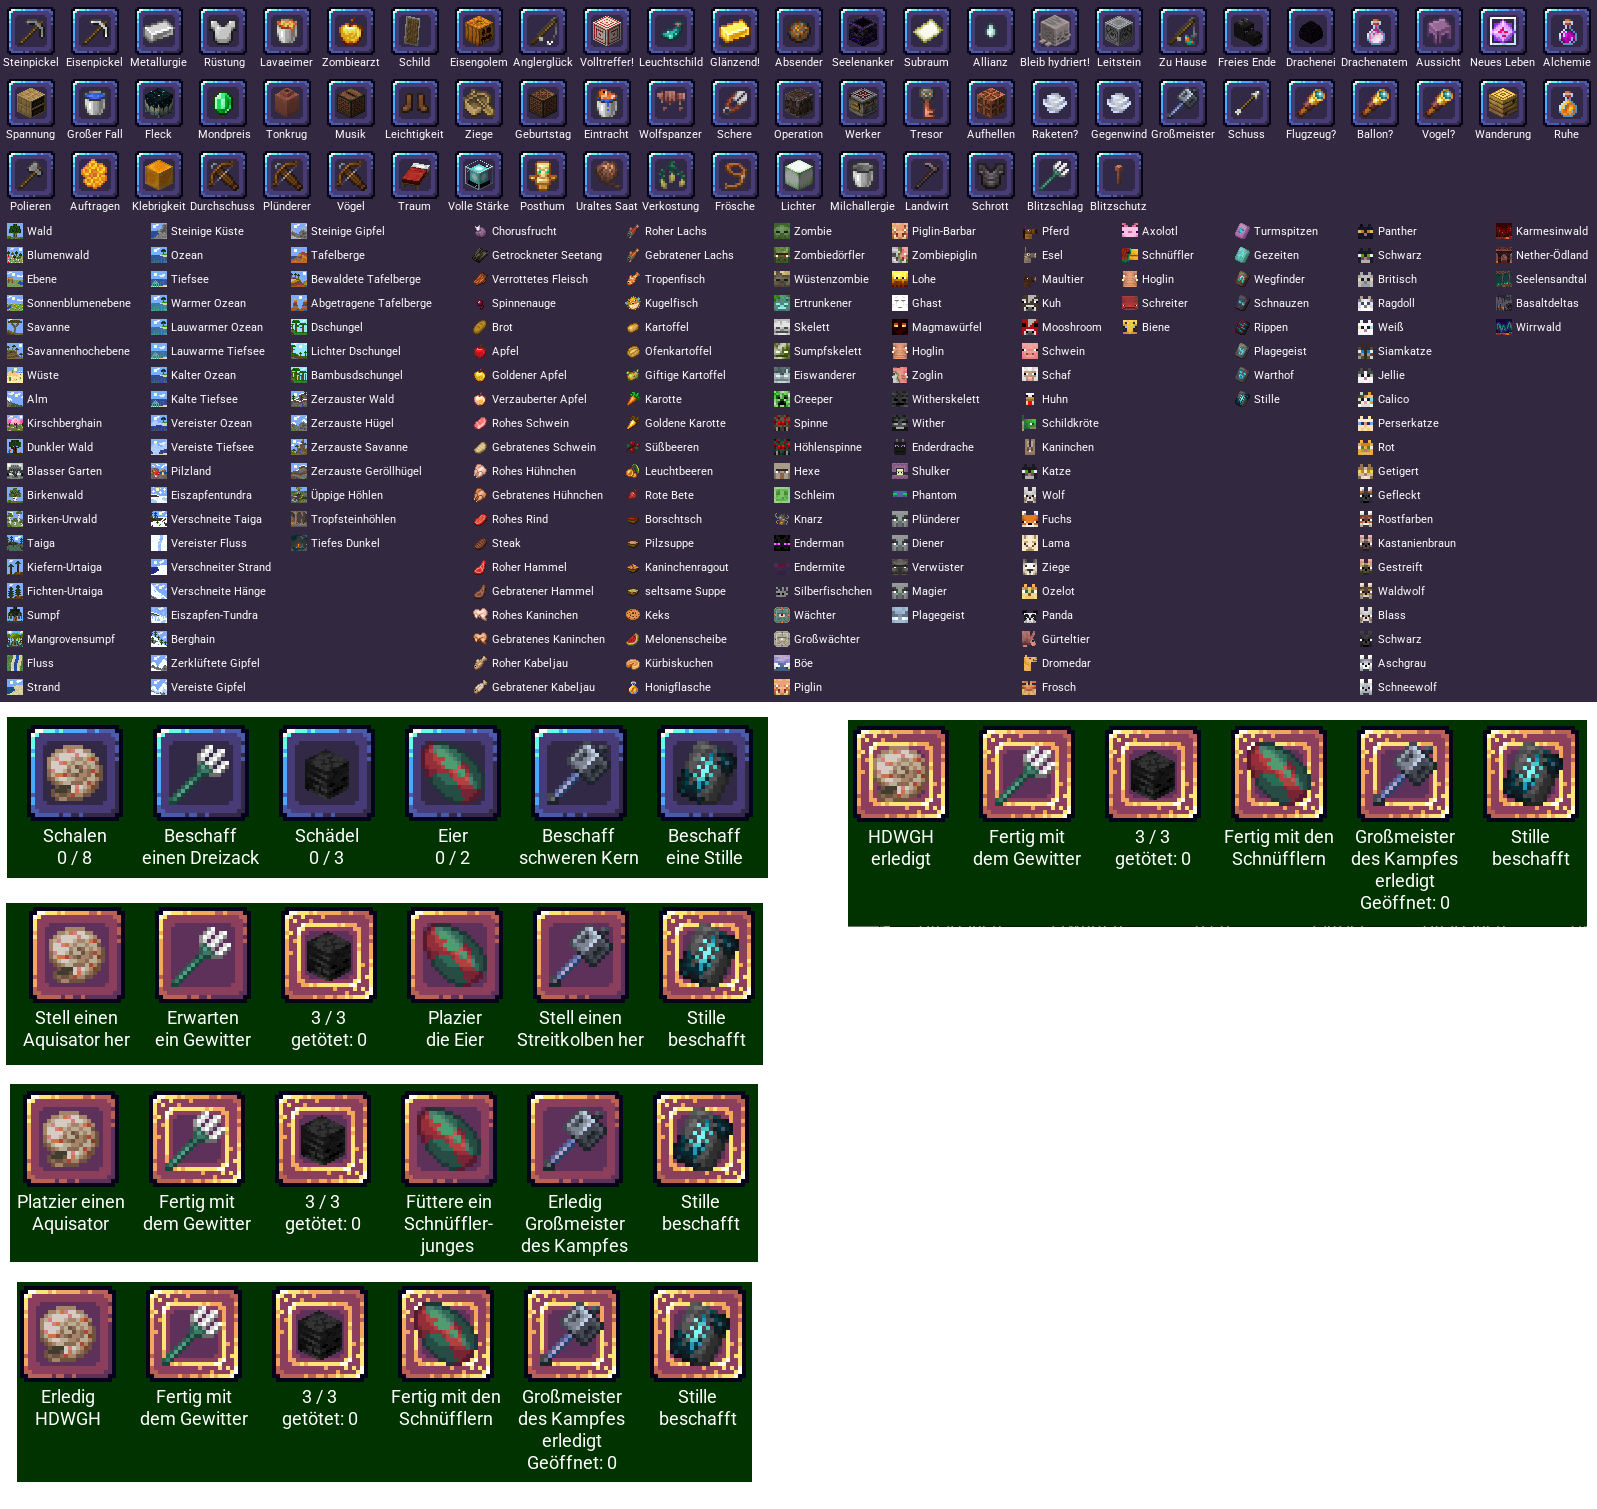 Steinpickel Eisenpickel Metallurgie Rüstung Lavaeimer Zombiearzt Schild Eisengolem Anglerglück Volltreffer! Leuchtschild Glänzend! Absender Seelenanker Subraum Allianz Bleib hydriert! Leitstein Zu Hause Freies Ende Drachenei Drachenatem Aussicht Neues Leben Alchemie
Spannung Großer Fall Fleck Mondpreis Tonkrug Musik Leichtigkeit Ziege Geburtstag Eintracht Wolfspanzer Schere Operation Werker Tresor Aufhellen Raketen? Gegenwind Großmeister Schuss Flugzeug? Ballon? Vogel? Wanderung Ruhe
Polieren Auftragen Klebrigkeit Durchschuss Plünderer Vögel Traum Volle Stärke Posthum Uraltes Saat Verkostung Frösche Lichter Milchallergie Landwirt Schrott Blitzschlag Blitzschutz
Wald Steinige Küste Steinige Gipfel Chorusfrucht Roher Lachs Zombie Piglin-Barbar Pferd Axolotl Turmspitzen Panther Karmesinwald
Blumenwald Ozean Tafelberge Getrockneter Seetang Gebratener Lachs Zombiedörfler Zombiepiglin Esel Schnüffler Gezeiten Schwarz Nether-Ödland
Ebene Tiefsee Bewaldete Tafelberge Verrottetes Fleisch Tropenfisch Wüstenzombie Lohe Maultier Hoglin Wegfinder Britisch Seelensandtal
Sonnenblumenebene Warmer Ozean Abgetragene Tafelberge Spinnenauge Kugelfisch Ertrunkener Ghast Kuh Schreiter Schnauzen Ragdoll Basaltdeltas
Savanne Lauwarmer Ozean Dschungel Brot Kartoffel Skelett Magmawürfel Mooshroom Biene Rippen Weiß Wirrwald
Savannenhochebene Lauwarme Tiefsee Lichter Dschungel Apfel Ofenkartoffel Sumpfskelett Hoglin Schwein Plagegeist Siamkatze
Wüste Kalter Ozean Bambusdschungel Goldener Apfel Giftige Kartoffel Eiswanderer Zoglin Schaf Warthof Jellie
Alm Kalte Tiefsee Zerzauster Wald Verzauberter Apfel Karotte Creeper Witherskelett Huhn Stille Calico
Kirschberghain Vereister Ozean Zerzauste Hügel Rohes Schwein Goldene Karotte Spinne Wither Schildkröte Perserkatze
Dunkler Wald Vereiste Tiefsee Zerzauste Savanne Gebratenes Schwein Süßbeeren Höhlenspinne Enderdrache Kaninchen Rot
Blasser Garten Pilzland Zerzauste Geröllhügel Rohes Hühnchen Leuchtbeeren Hexe Shulker Katze Getigert
Birkenwald Eiszapfentundra Üppige Höhlen Gebratenes Hühnchen Rote Bete Schleim Phantom Wolf Gefleckt
Birken-Urwald Verschneite Taiga Tropfsteinhöhlen Rohes Rind Borschtsch Knarz Plünderer Fuchs Rostfarben
Taiga Vereister Fluss Tiefes Dunkel Steak Pilzsuppe Enderman Diener Lama Kastanienbraun
Kiefern-Urtaiga Verschneiter Strand Roher Hammel Kaninchenragout Endermite Verwüster Ziege Gestreift
Fichten-Urtaiga Verschneite Hänge Gebratener Hammel seltsame Suppe Silberfischchen Magier Ozelot Waldwolf
Sumpf Eiszapfen-Tundra Rohes Kaninchen Keks Wächter Plagegeist Panda Blass
Mangrovensumpf Berghain Gebratenes Kaninchen Melonenscheibe Großwächter Gürteltier Schwarz
Fluss Zerklüftete Gipfel Roher Kabeljau Kürbiskuchen Böe Dromedar Aschgrau
Strand Vereiste Gipfel Gebratener Kabeljau Honigflasche Piglin Frosch Schneewolf
Schalen Beschaff Schädel Eier Beschaff Beschaff
0 / 8 einen Dreizack 0 / 3 0 / 2 schweren Kern eine Stille
HDWGH Fertig mit 3 / 3 Fertig mit den Großmeister Stille
erledigt dem Gewitter getötet: 0 Schnüfflern des Kampfes beschafft
erledigt
Geöffnet: 0
Stell einen Erwarten 3 / 3 Plazier Stell einen Stille
Aquisator her ein Gewitter getötet: 0 die Eier Streitkolben her beschafft
Platzier einen Fertig mit 3 / 3 Füttere ein Erledig Stille
Aquisator dem Gewitter getötet: 0 Schnüffler- Großmeister beschafft
junges des Kampfes
Erledig Fertig mit 3 / 3 Fertig mit den Großmeister Stille
HDWGH dem Gewitter getötet: 0 Schnüfflern des Kampfes beschafft
erledigt
Geöffnet: 0